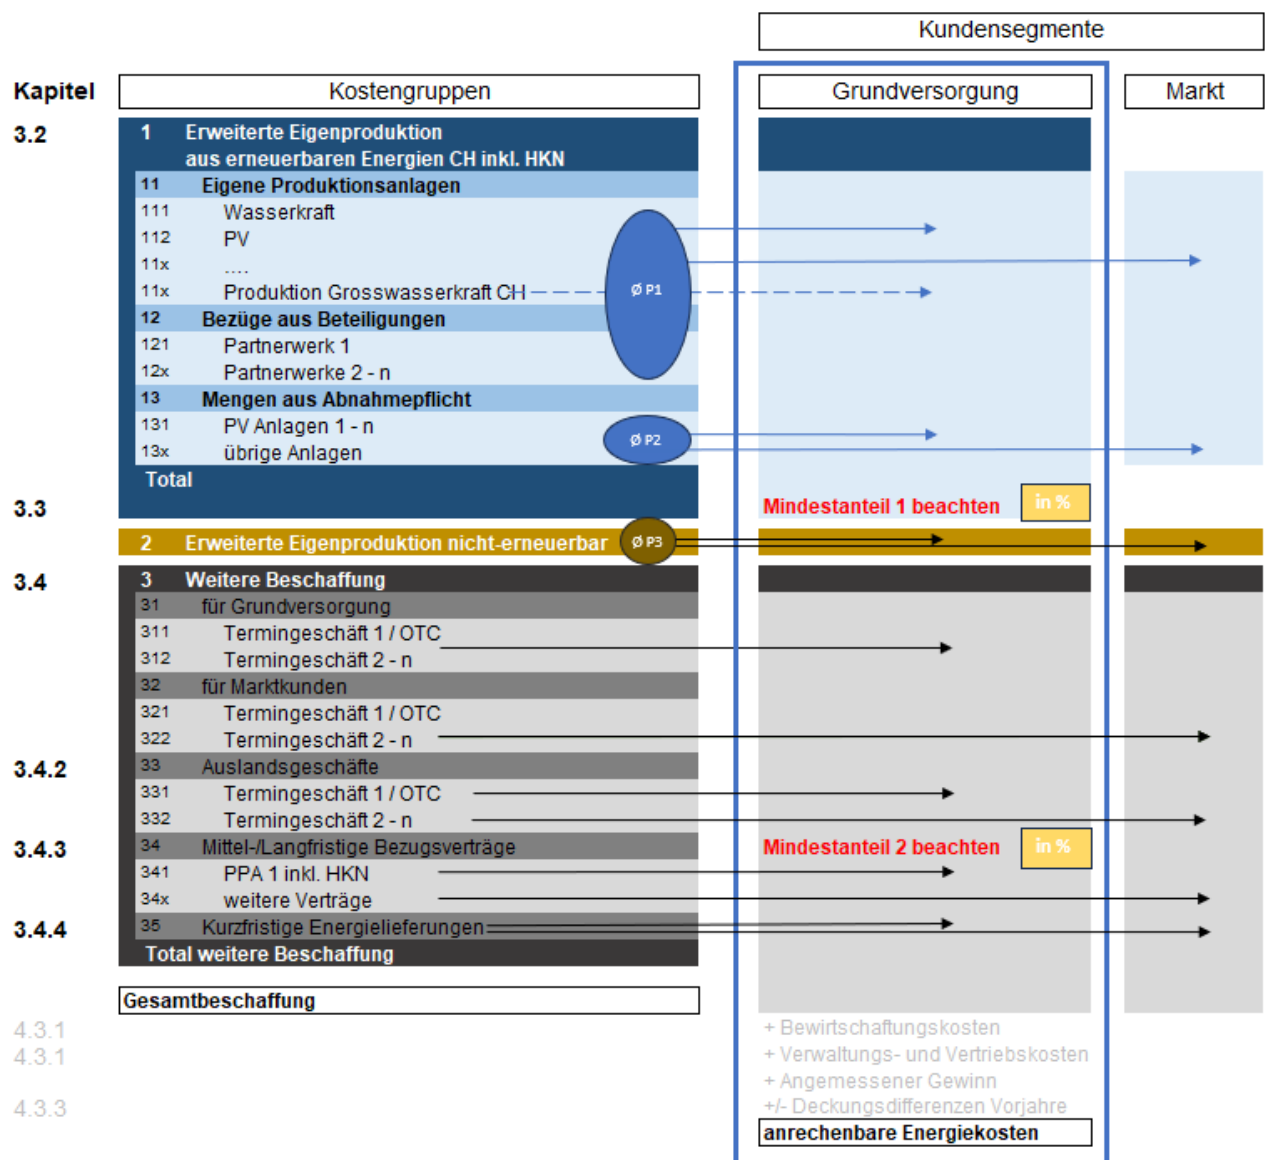 Kundensegmente
Kapitel Kostengruppen Grundversorgung Markt
3.2 1 Erweiterte Eigenproduktion
aus erneuerbaren Energien CH inkl. HKN
11 Eigene Produktionsanlagen
111 Wasserkraft
112 PV
11x ....
11x Produktion Grosswasserkraft CH Ø P1
12 Bezüge aus Beteiligungen
121 Partnerwerk 1
12x Partnerwerke 2 - n
13 Mengen aus Abnahmepflicht
131 PV Anlagen 1 - n
Ø P2
13x übrige Anlagen
Total
3.3 Mindestanteil 1 beachten in %
2 Erweiterte Eigenproduktion nicht-erneuerbar Ø P3
3.4 3 Weitere Beschaffung
31 für Grundversorgung
311 Termingeschäft 1 / OTC
312 Termingeschäft 2 - n
32 für Marktkunden
321 Termingeschäft 1 / OTC
322 Termingeschäft 2 - n
3.4.2 33 Auslandsgeschäfte
331 Termingeschäft 1 / OTC
332 Termingeschäft 2 - n
3.4.3 34 Mittel-/Langfristige Bezugsverträge Mindestanteil 2 beachten in %
341 PPA 1 inkl. HKN
34x weitere Verträge
3.4.4 35 Kurzfristige Energielieferungen
Total weitere Beschaffung
Gesamtbeschaffung
4.3.1 + Bewirtschaftungskosten
4.3.1 + Verwaltungs- und Vertriebskosten
+ Angemessener Gewinn
4.3.3 +/- Deckungsdifferenzen Vorjahre
anrechenbare Energiekosten